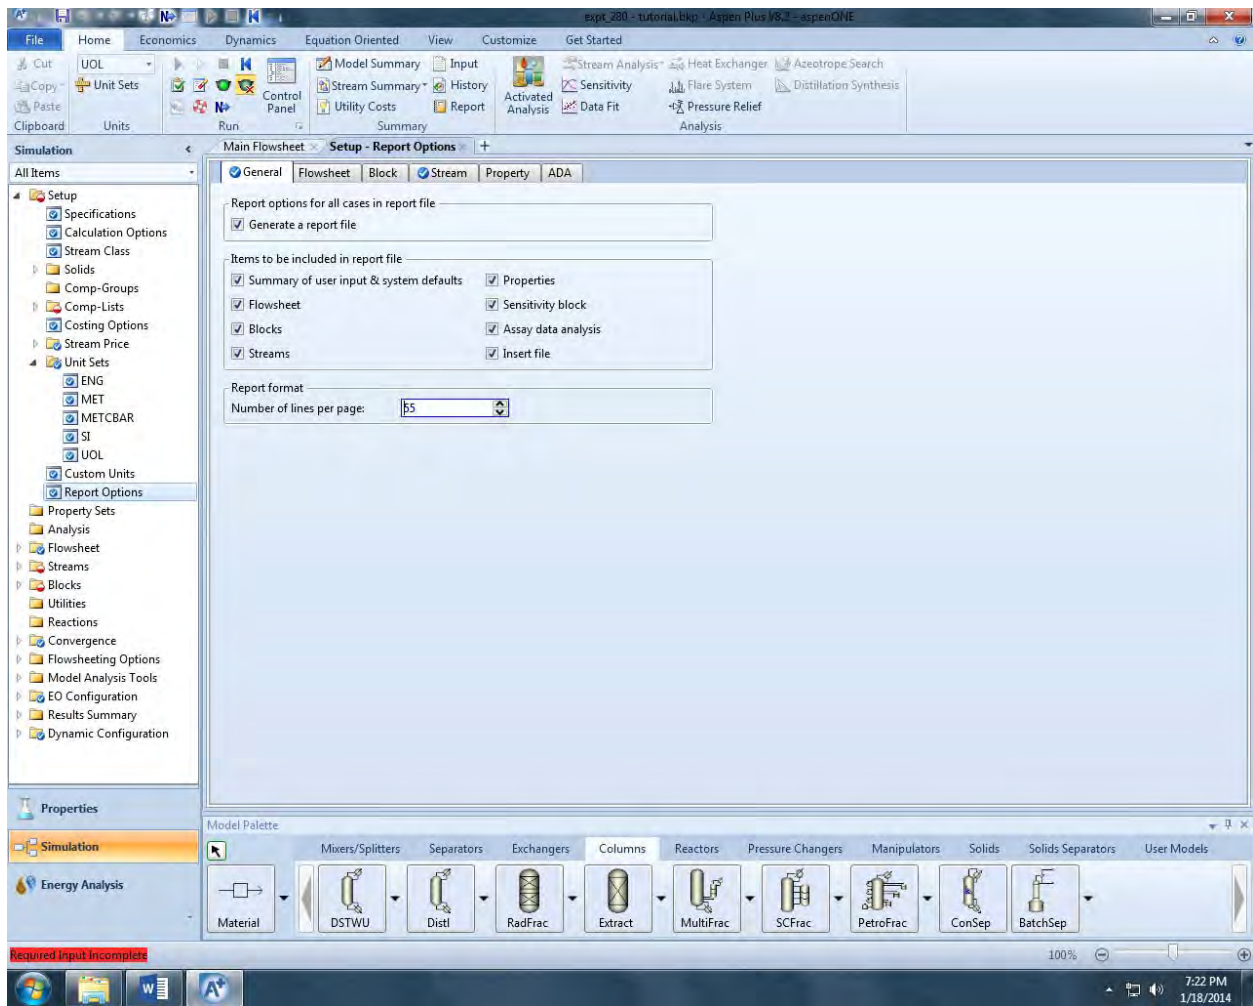 expt_280 - tutorial.bkp - Aspen Plus V8.2 - aspenONE
File Home Economics Dynamics Equation Oriented View Customize Get Started
Cut UOL Model Summary Input Stream Analysis Heat Exchanger Azeotrope Search
Copy Unit Sets Stream Summary History Sensitivity Flare System Distillation Synthesis
Paste Control Panel Utility Costs Report Activated Analysis Data Fit Pressure Relief
Clipboard Units Run Summary Analysis
Simulation Main Flowsheet Setup - Report Options +
All Items General Flowsheet Block Stream Property ADA
Setup
Specifications
Calculation Options
Stream Class
Solids
Comp-Groups
Comp-Lists
Costing Options
Stream Price
Unit Sets
ENG
MET
METCBAR
SI
UOL
Custom Units
Report Options
Property Sets
Analysis
Flowsheet
Streams
Blocks
Utilities
Reactions
Convergence
Flowsheeting Options
Model Analysis Tools
EO Configuration
Results Summary
Dynamic Configuration
Report options for all cases in report file
Generate a report file
Items to be included in report file
Summary of user input & system defaults Properties
Flowsheet Sensitivity block
Blocks Assay data analysis
Streams Insert file
Report format
Number of lines per page: 55
Properties
Simulation
Energy Analysis
Model Palette
Mixers/Splitters Separators Exchangers Columns Reactors Pressure Changers Manipulators Solids Solids Separators User Models
Material DSTWU Distl RadFrac Extract MultiFrac SCFrac PetroFrac ConSep BatchSep
Required Input Incomplete 100%
7:22 PM
1/18/2014